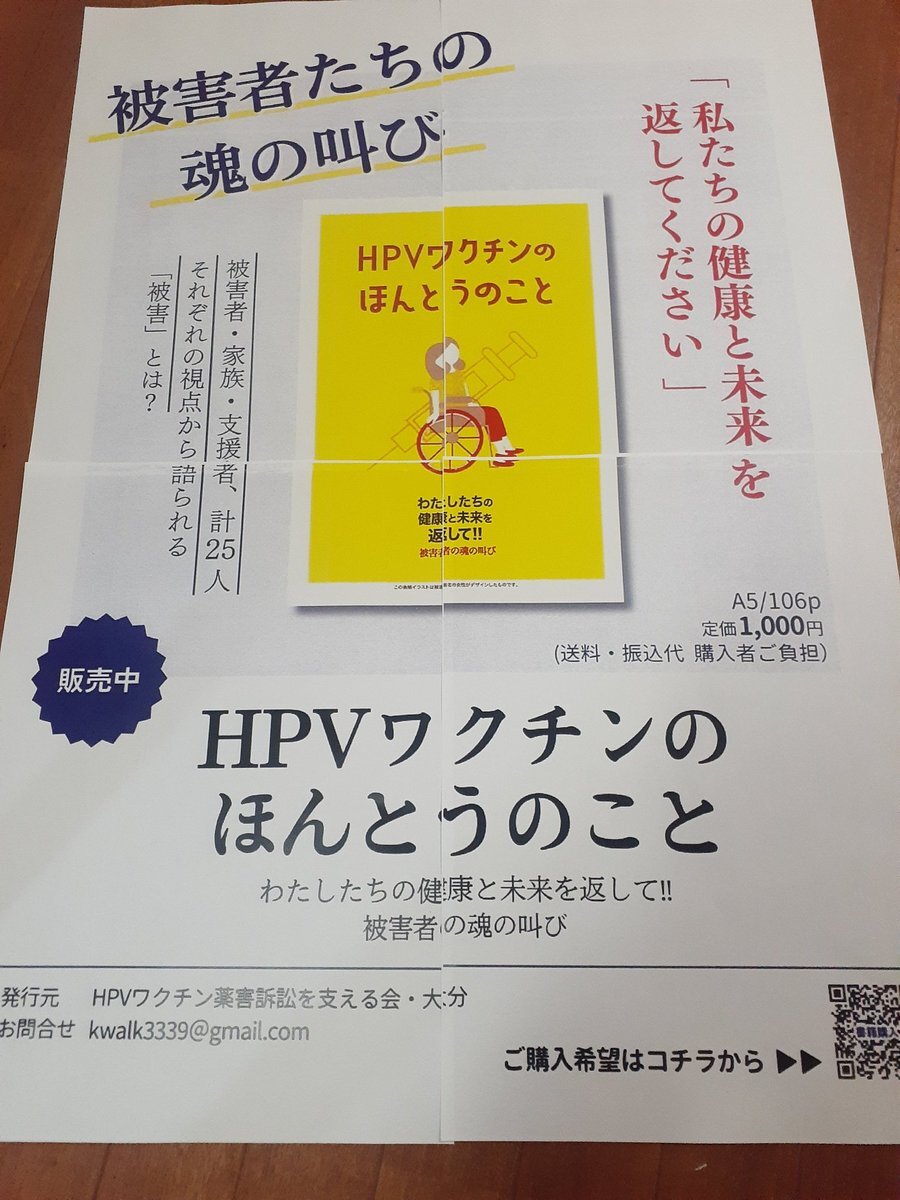 被害者たちの
魂の叫び
「私たちの健康と未来を
返してください」
被害者・家族・支援者、計25人
それぞれの視点から語られる
「被害」とは?
HPVワクチンの
ほんとうのこと
わたしたちの
健康と未来を
返して!!
被害者の魂の叫び
A5/106p
定価1,000円
(送料・振込代 購入者ご負担)
販売中
HPVワクチンの
ほんとうのこと
わたしたちの健康と未来を返して!!
被害者の魂の叫び
発行元 HPVワクチン薬害訴訟を支える会・大分
お問合せ kwalk3339@gmail.com
ご購入希望はコチラから ▶▶